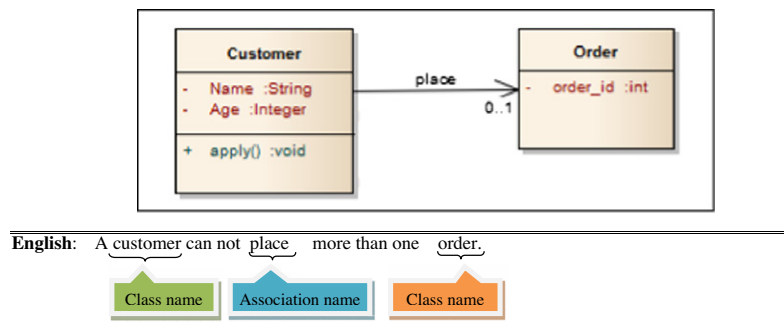 Customer
- Name :String
- Age :Integer
+ apply() :void
place
0..1
Order
- order_id :int
English: A customer can not place more than one order.
Class name Association name Class name